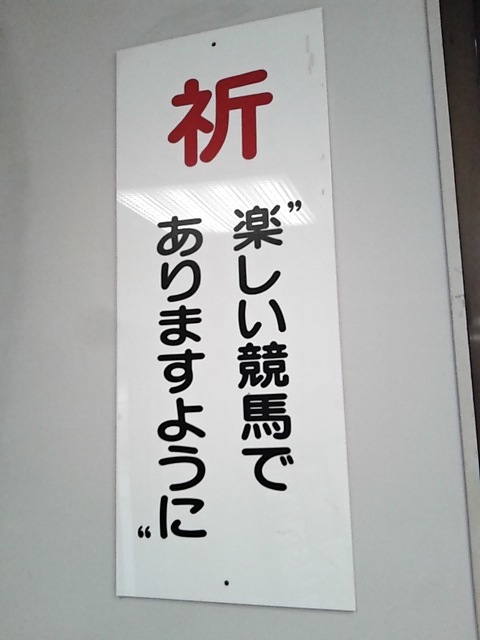 祈
”楽しい競馬で
ありますように“